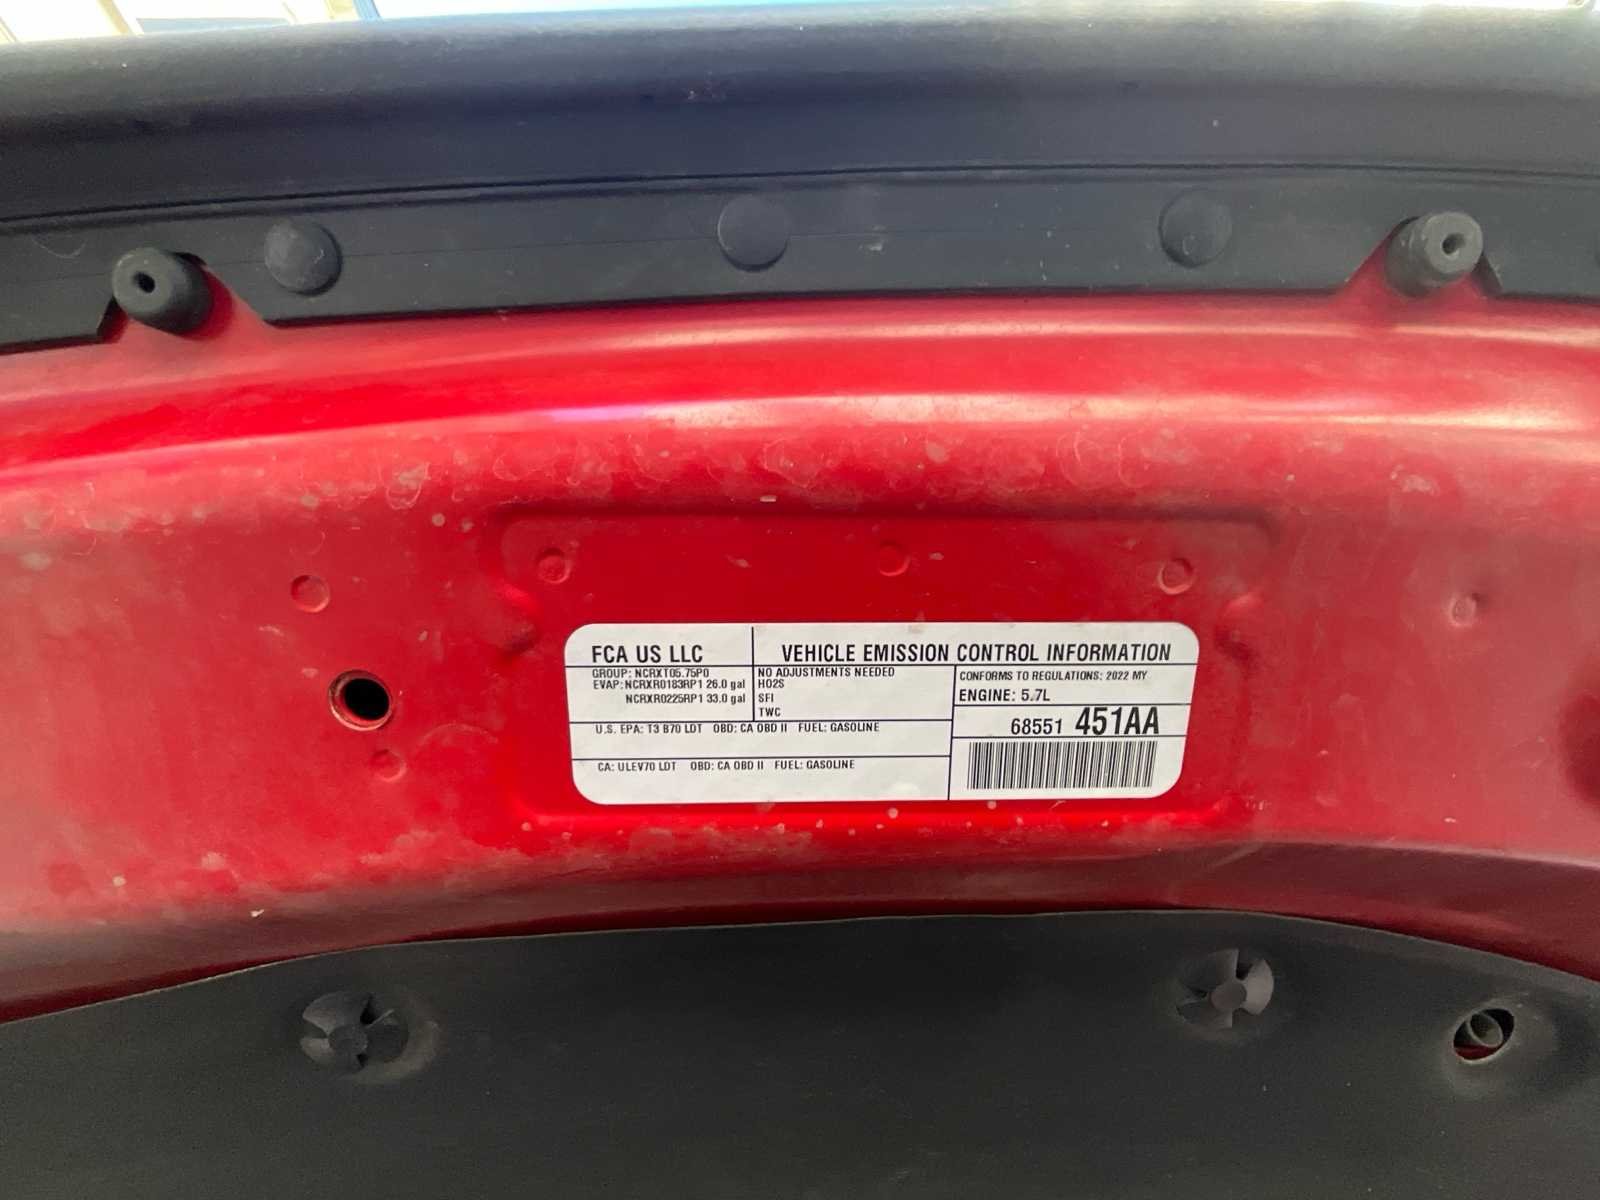 FCA US LLC
VEHICLE EMISSION CONTROL INFORMATION
GROUP: NCRXT05.75P0
EVAP: NCRXR0183RP1 26.0 gal
NCRXR0225RP1 33.0 gal
NO ADJUSTMENTS NEEDED
HO2S
SFI
TWC
CONFORMS TO REGULATIONS: 2022 MY
ENGINE: 5.7L
68551 451AA
U.S. EPA: T3 B70 LDT OBD: CA OBD II FUEL: GASOLINE
CA: ULEV70 LDT OBD: CA OBD II FUEL: GASOLINE